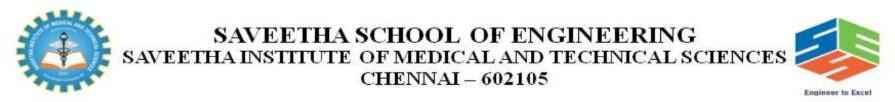 SAVEETHA SCHOOL OF ENGINEERING
SAVEETHA INSTITUTE OF MEDICAL AND TECHNICAL SCIENCES
CHENNAI – 602105
Engineer to Excel